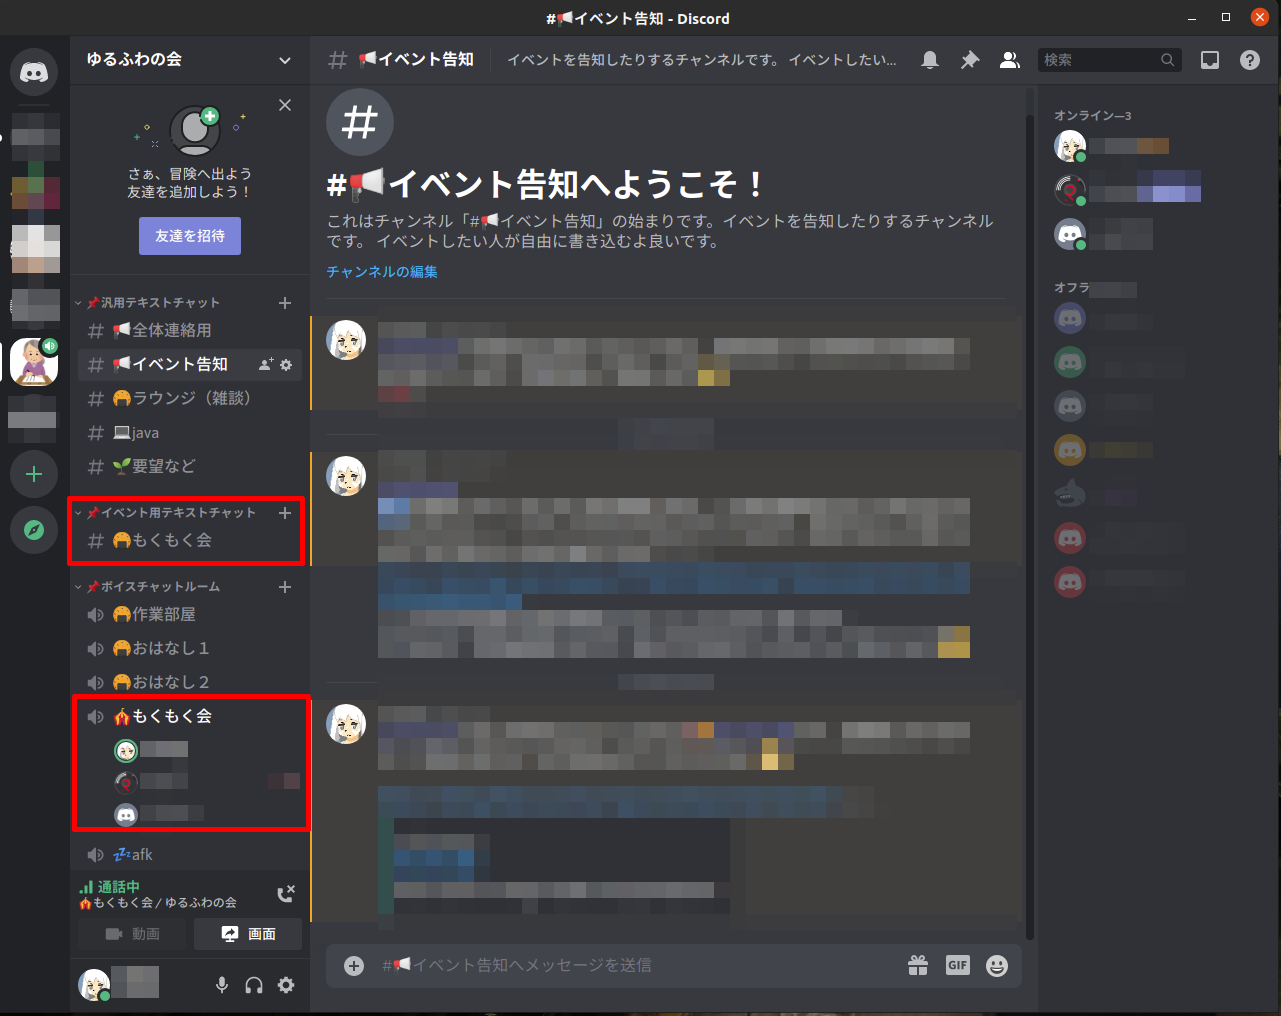 #📢イベント告知 - Discord
ゆるふわの会
さぁ、冒険へ出よう
友達を追加しよう！
友達を招待
📌汎用テキストチャット
📢全体連絡用
📢イベント告知
🍘ラウンジ（雑談）
💻java
🌱要望など
📌イベント用テキストチャット
🍘もくもく会
📌ボイスチャットルーム
🍘作業部屋
🍘おはなし１
🍘おはなし２
🎪もくもく会
💤afk
通話中
🎪もくもく会 / ゆるふわの会
動画
画面
# 📢イベント告知
イベントを告知したりするチャンネルです。 イベントしたい...
検索
#📢イベント告知へようこそ！
これはチャンネル「#📢イベント告知」の始まりです。イベントを告知したりするチャンネル
です。 イベントしたい人が自由に書き込むよ良いです。
チャンネルの編集
#📢イベント告知へメッセージを送信
GIF
オンライン—3
オフラ